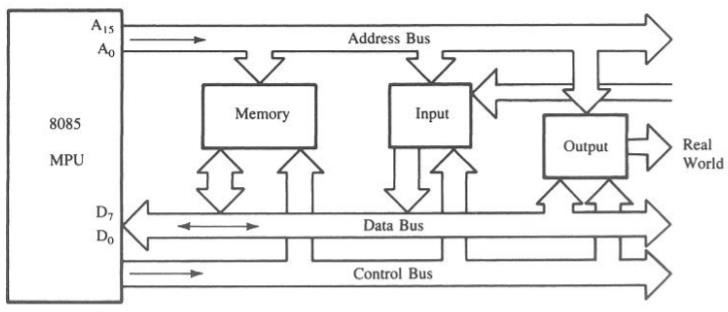 A15
A0
Address Bus
8085
MPU
Memory
Input
Output
Real
World
D7
D0
Data Bus
Control Bus